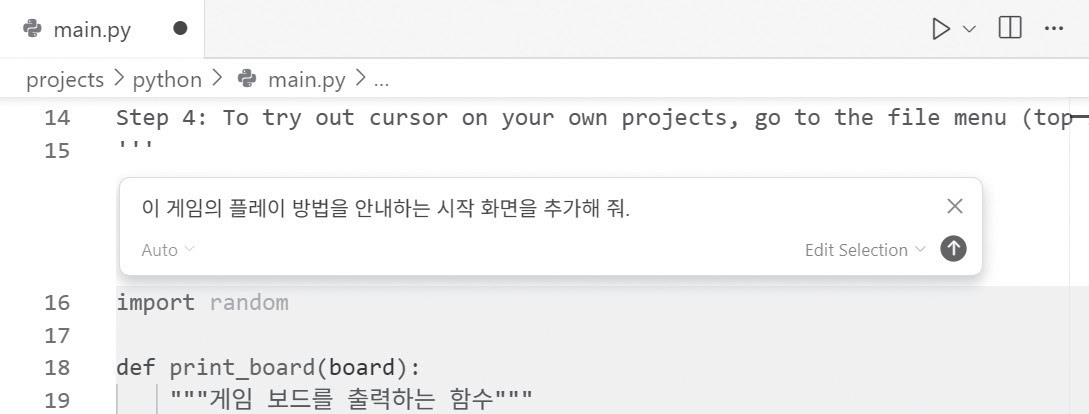 main.py
projects > python > main.py > ...
14 Step 4: To try out cursor on your own projects, go to the file menu (top
15 '''
이 게임의 플레이 방법을 안내하는 시작 화면을 추가해 줘.
Auto Edit Selection
16 import random
17
18 def print_board(board):
19 """게임 보드를 출력하는 함수"""